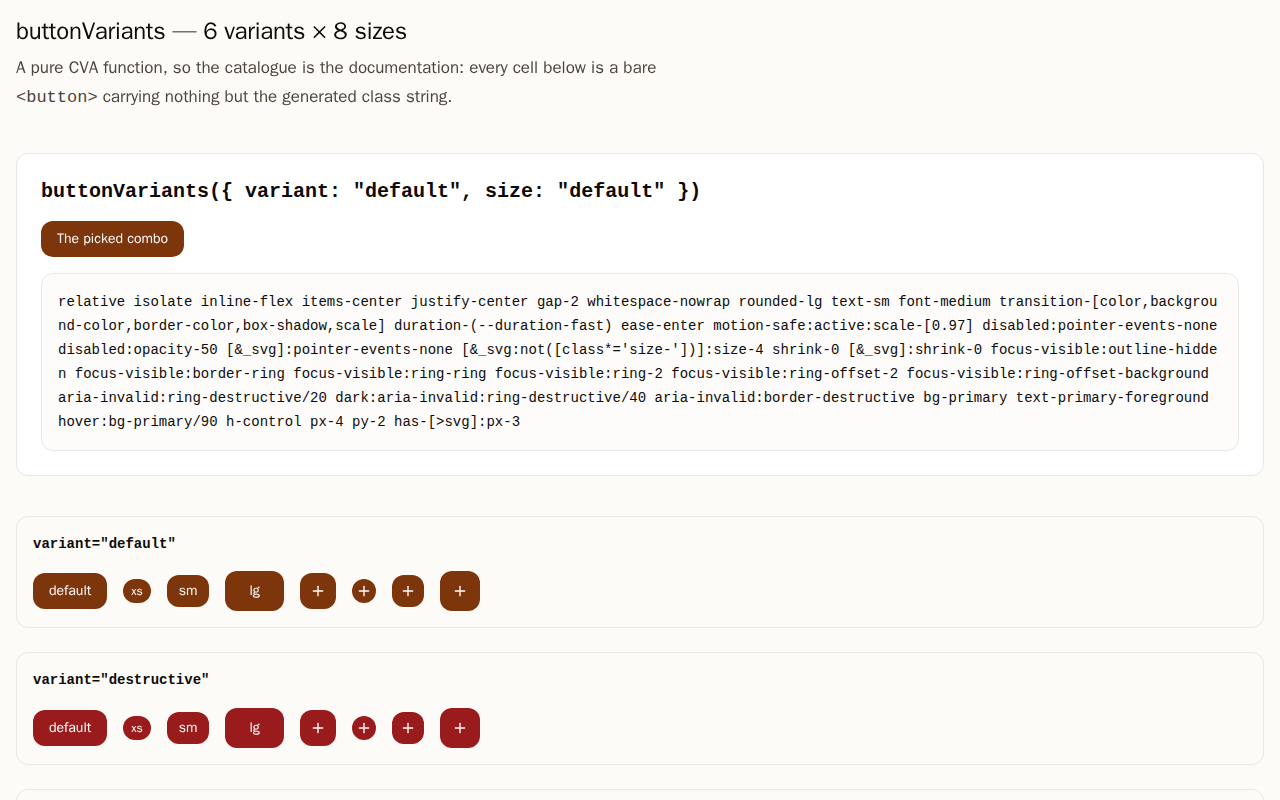 buttonVariants — 6 variants × 8 sizes
A pure CVA function, so the catalogue is the documentation: every cell below is a bare
<button> carrying nothing but the generated class string.
buttonVariants({ variant: "default", size: "default" })
The picked combo
relative isolate inline-flex items-center justify-center gap-2 whitespace-nowrap rounded-lg text-sm font-medium transition-[color,backgrou
nd-color,border-color,box-shadow,scale] duration-(--duration-fast) ease-enter motion-safe:active:scale-[0.97] disabled:pointer-events-none
disabled:opacity-50 [&_svg]:pointer-events-none [&_svg:not([class*='size-'])]:size-4 shrink-0 [&_svg]:shrink-0 focus-visible:outline-hidde
n focus-visible:border-ring focus-visible:ring-ring focus-visible:ring-2 focus-visible:ring-offset-2 focus-visible:ring-offset-background
aria-invalid:ring-destructive/20 dark:aria-invalid:ring-destructive/40 aria-invalid:border-destructive bg-primary text-primary-foreground
hover:bg-primary/90 h-control px-4 py-2 has-[>svg]:px-3
variant="default"
default xs sm lg
variant="destructive"
default xs sm lg